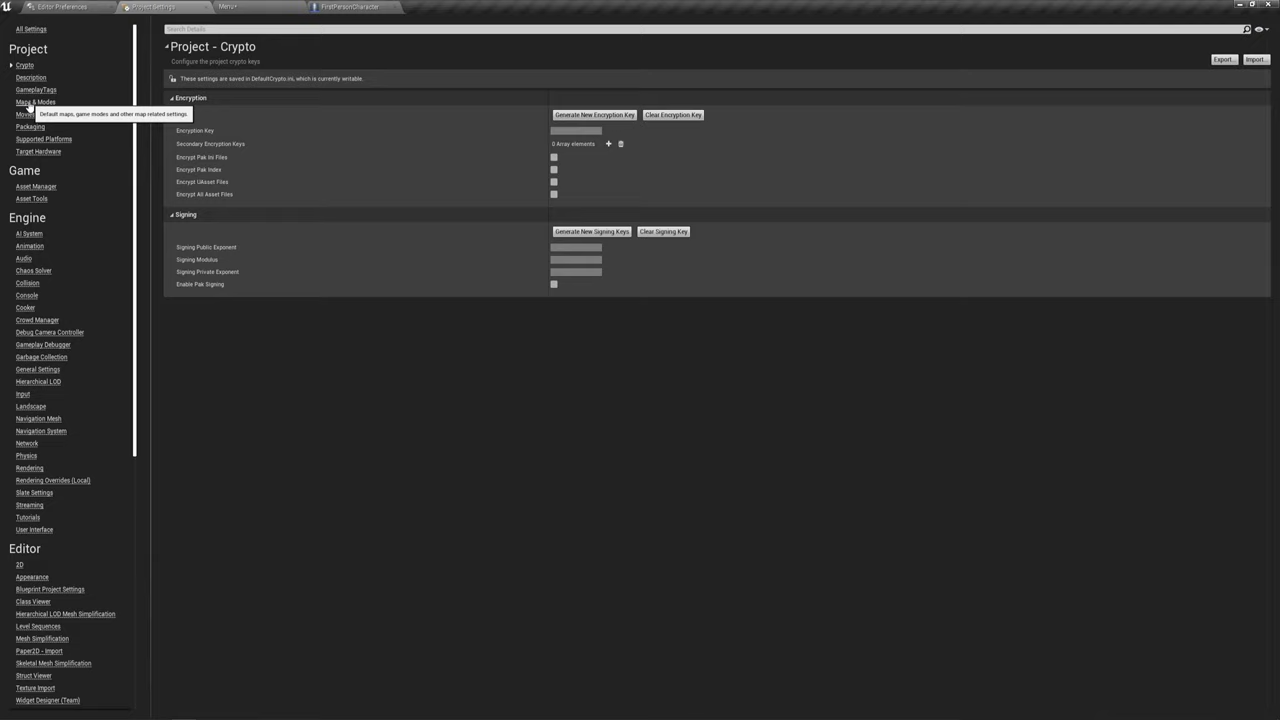 Editor Preferences
Project Settings
Menu+
FirstPersonCharacter
All Settings
Project
Crypto
Description
GameplayTags
Maps & Modes
Default maps, game modes and other map related settings.
Packaging
Supported Platforms
Target Hardware
Game
Asset Manager
Asset Tools
Engine
AI System
Animation
Audio
Chaos Solver
Collision
Console
Cooker
Crowd Manager
Debug Camera Controller
Gameplay Debugger
Garbage Collection
General Settings
Hierarchical LOD
Input
Landscape
Navigation Mesh
Navigation System
Network
Physics
Rendering
Rendering Overrides (Local)
Slate Settings
Streaming
Tutorials
User Interface
Editor
2D
Appearance
Blueprint Project Settings
Class Viewer
Hierarchical LOD Mesh Simplification
Level Sequences
Mesh Simplification
Paper2D - Import
Skeletal Mesh Simplification
Struct Viewer
Texture Import
Widget Designer (Team)
Search Details
Project - Crypto
Configure the project crypto keys
Export...
Import...
These settings are saved in DefaultCrypto.ini, which is currently writable.
Encryption
Generate New Encryption Key
Clear Encryption Key
Encryption Key
Secondary Encryption Keys
0 Array elements
Encrypt Pak Ini Files
Encrypt Pak Index
Encrypt UAsset Files
Encrypt All Asset Files
Signing
Generate New Signing Keys
Clear Signing Key
Signing Public Exponent
Signing Modulus
Signing Private Exponent
Enable Pak Signing